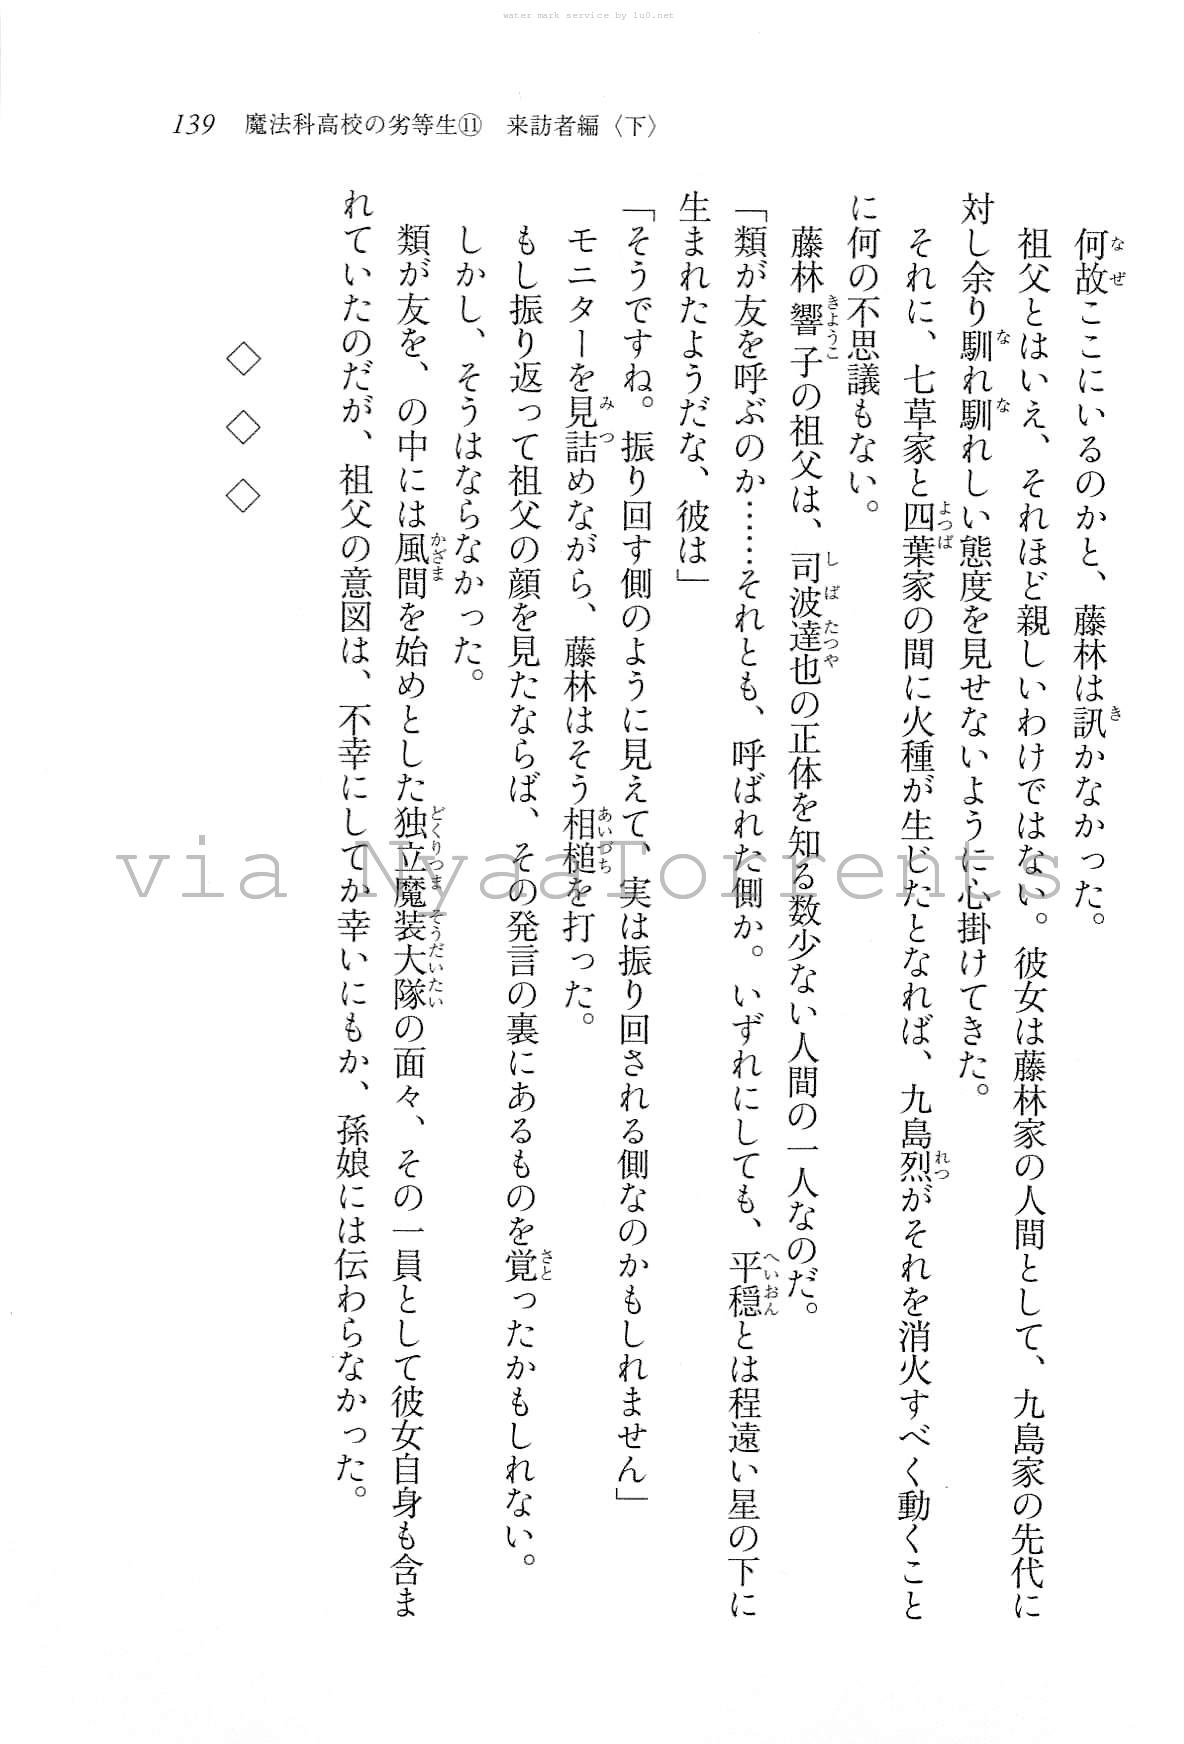 water mark service by lu0.net
139 魔法科高校の劣等生⑪ 来訪者編〈下〉
何故ここにいるのかと、藤林は訊かなかった。
祖父とはいえ、それほど親しいわけではない。彼女は藤林家の人間として、九島家の先代に
対し余り馴れ馴れしい態度を見せないように心掛けてきた。
それに、七草家と四葉家の間に火種が生じたとなれば、九島烈がそれを消火すべく動くこと
に何の不思議もない。
藤林響子の祖父は、司波達也の正体を知る数少ない人間の一人なのだ。
「類が友を呼ぶのか……それとも、呼ばれた側か。いずれにしても、平穏とは程遠い星の下に
生まれたようだな、彼は」
「そうですね。振り回す側のように見えて、実は振り回される側なのかもしれません」
モニターを見詰めながら、藤林はそう相槌を打った。
もし振り返って祖父の顔を見たならば、その発言の裏にあるものを覚ったかもしれない。
しかし、そうはならなかった。
類が友を、の中には風間を始めとした独立魔装大隊の面々、その一員として彼女自身も含ま
れていたのだが、祖父の意図は、不幸にしてか幸いにもか、孫娘には伝わらなかった。
◇ ◇ ◇
via NyaaTorrents